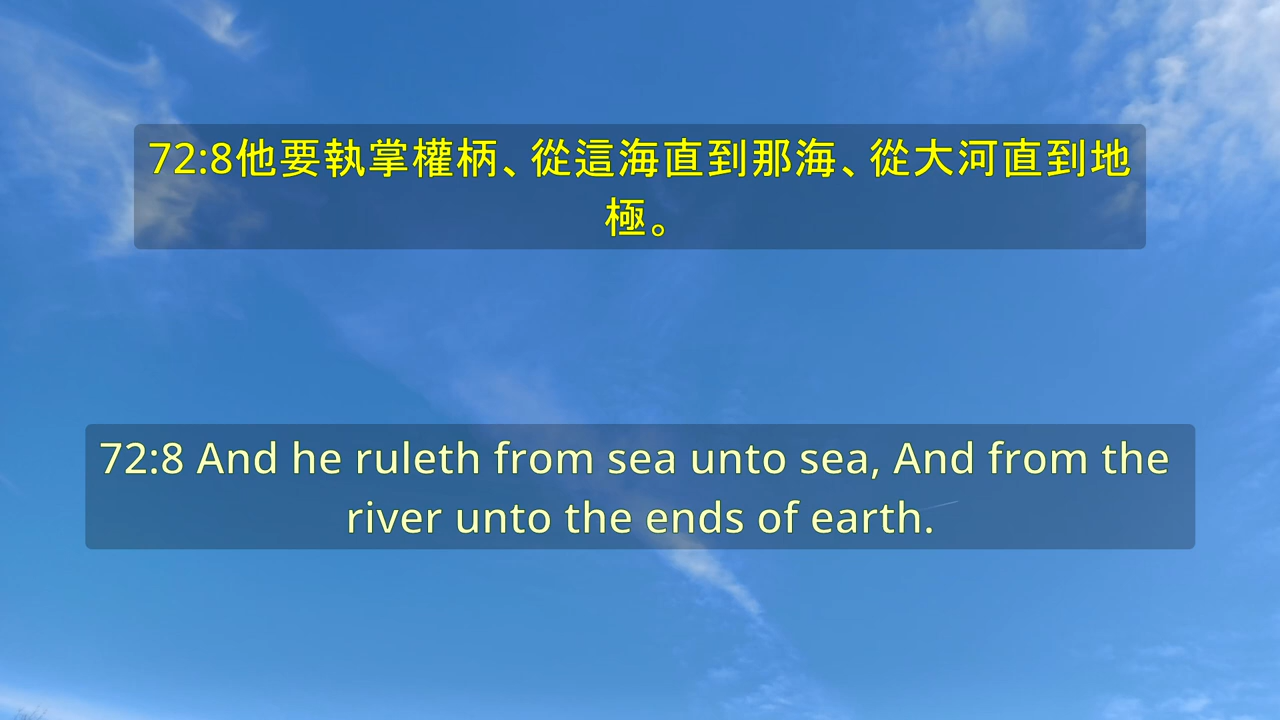 72:8他要執掌權柄、從這海直到那海、從大河直到地
極。
72:8 And he ruleth from sea unto sea, And from the
river unto the ends of earth.